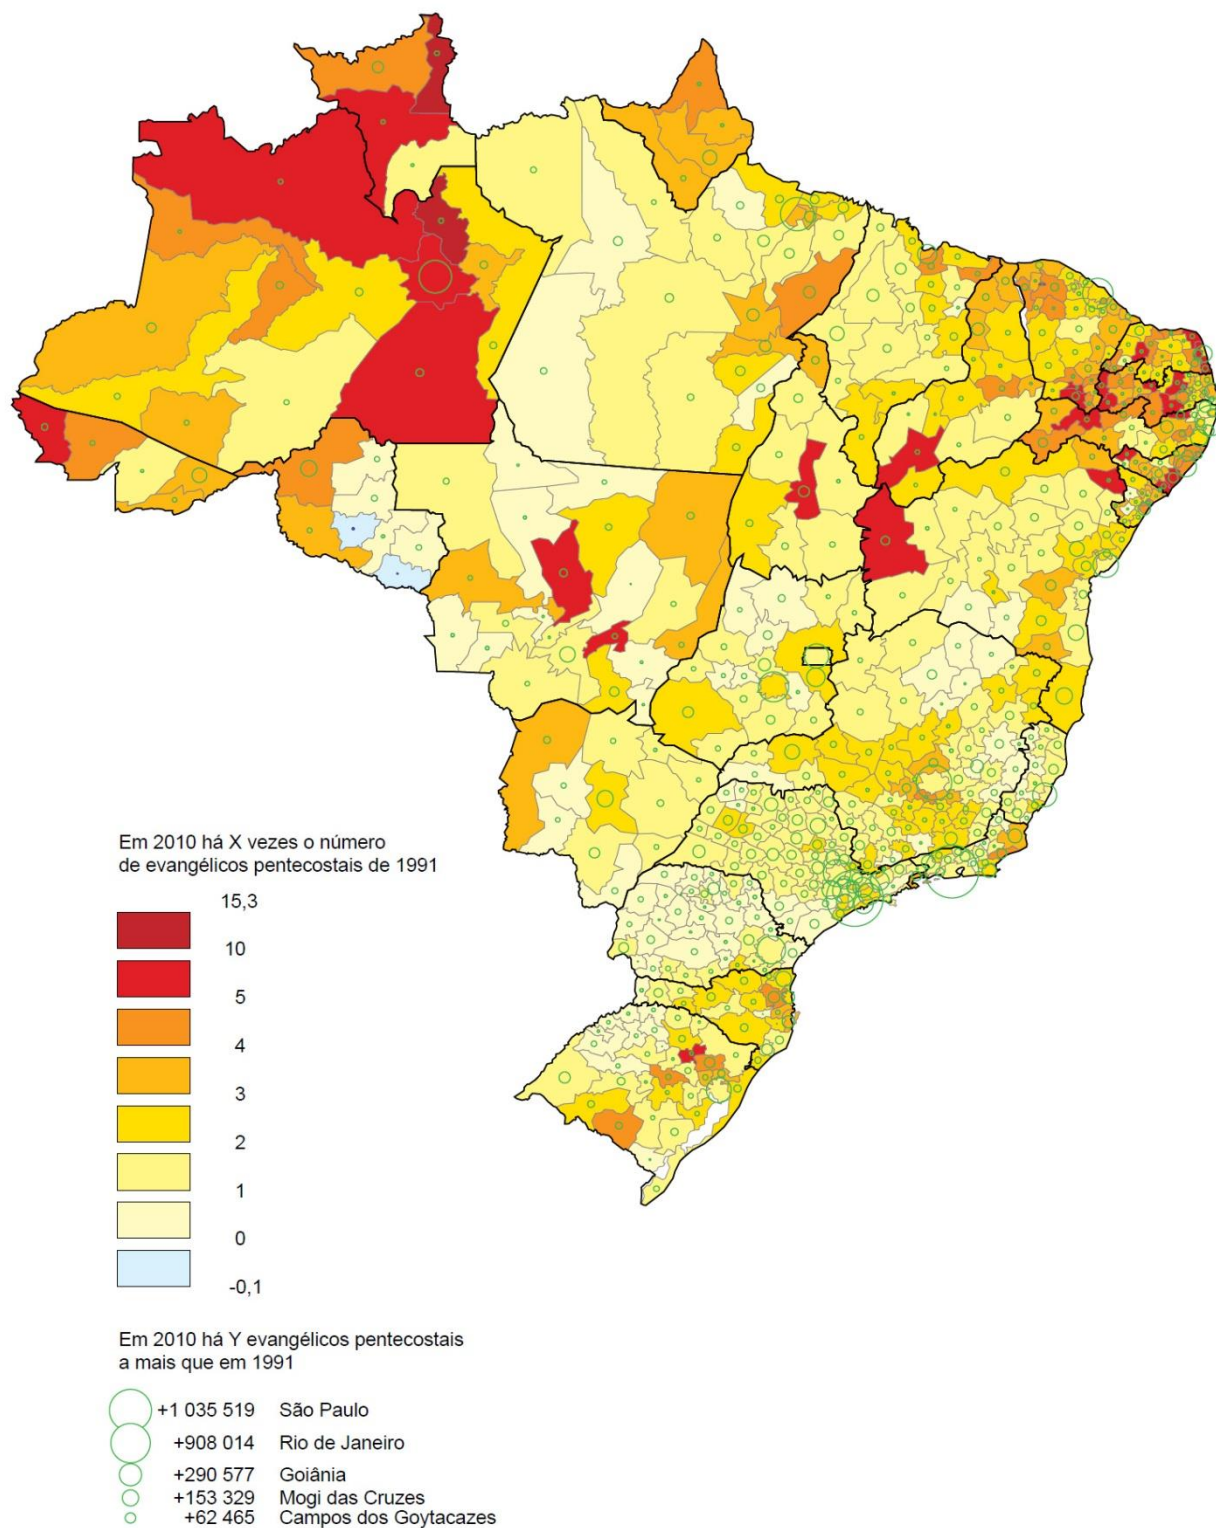 Em 2010 há X vezes o número
de evangélicos pentecostais de 1991
15,3
10
5
4
3
2
1
0
-0,1
Em 2010 há Y evangélicos pentecostais
a mais que em 1991
+1 035 519 São Paulo
+908 014 Rio de Janeiro
+290 577 Goiânia
+153 329 Mogi das Cruzes
+62 465 Campos dos Goytacazes